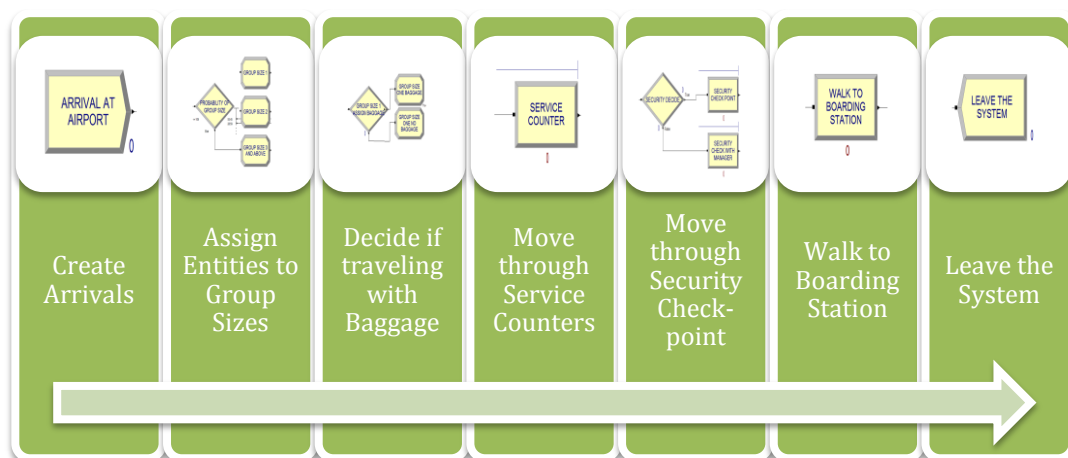 ARRIVAL AT
AIRPORT
0
PROBABILITY OF
GROUP SIZE
GROUP SIZE 1
GROUP SIZE 2
GROUP SIZE 3
AND ABOVE
GROUP SIZE 1
ASSIGN BAGGAGE
GROUP SIZE
ONE BAGGAGE
GROUP SIZE
ONE NO
BAGGAGE
SERVICE
COUNTER
0
SECURITY DECIDE
True
False
SECURITY
CHECK POINT
0
SECURITY
CHECK WITH
MANAGER
0
WALK TO
BOARDING
STATION
0
LEAVE THE
SYSTEM
0
Create
Arrivals
Assign
Entities to
Group
Sizes
Decide if
traveling
with
Baggage
Move
through
Service
Counters
Move
through
Security
Check-
point
Walk to
Boarding
Station
Leave the
System